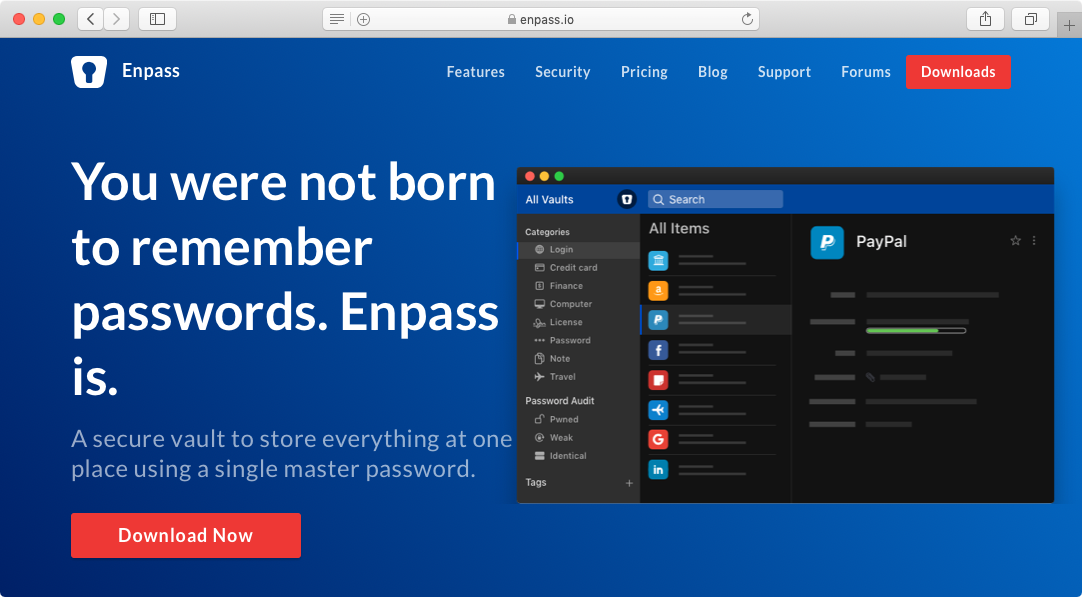 enpass.io
Enpass
Features Security Pricing Blog Support Forums Downloads
You were not born
to remember
passwords. Enpass
is.
A secure vault to store everything at one
place using a single master password.
Download Now
All Vaults
Search
Categories
Login
Credit card
Finance
Computer
License
Password
Note
Travel
Password Audit
Pwned
Weak
Identical
Tags
All Items
PayPal